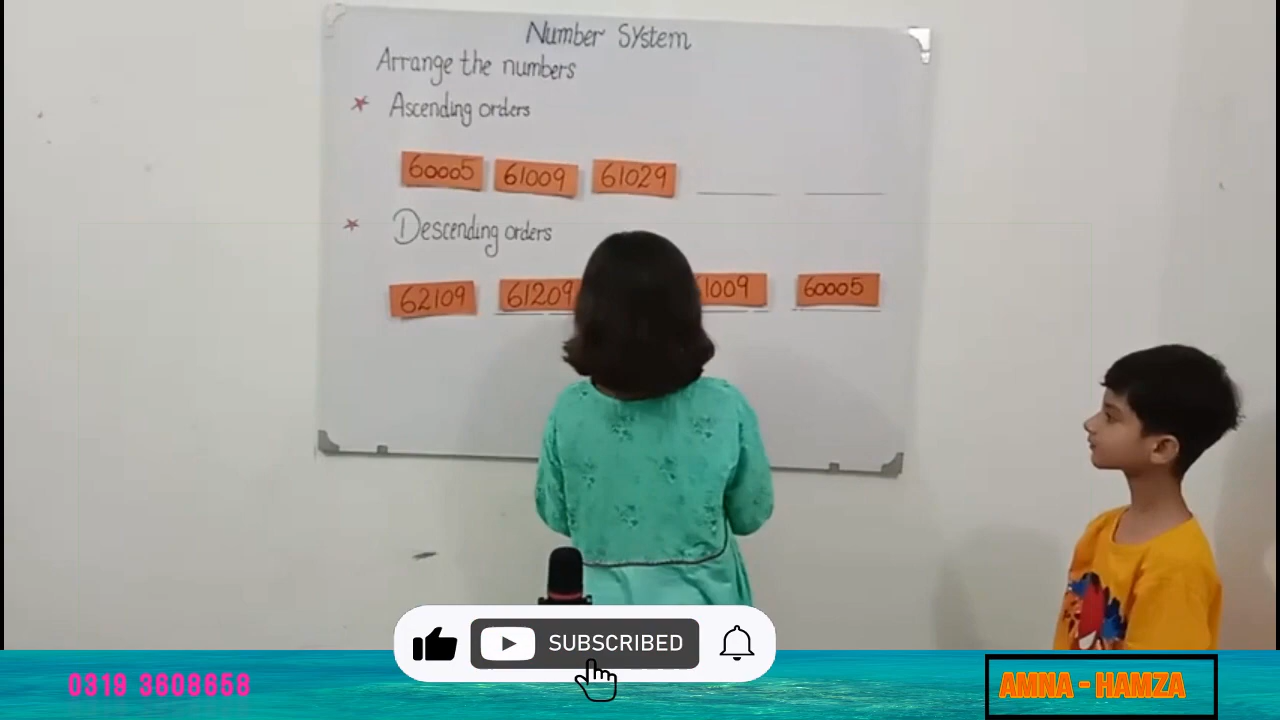 Number System
Arrange the numbers
Ascending orders
60005 61009 61029
Descending orders
62109 61209 1009 60005
SUBSCRIBED
0319 3608658
AMNA - HAMZA